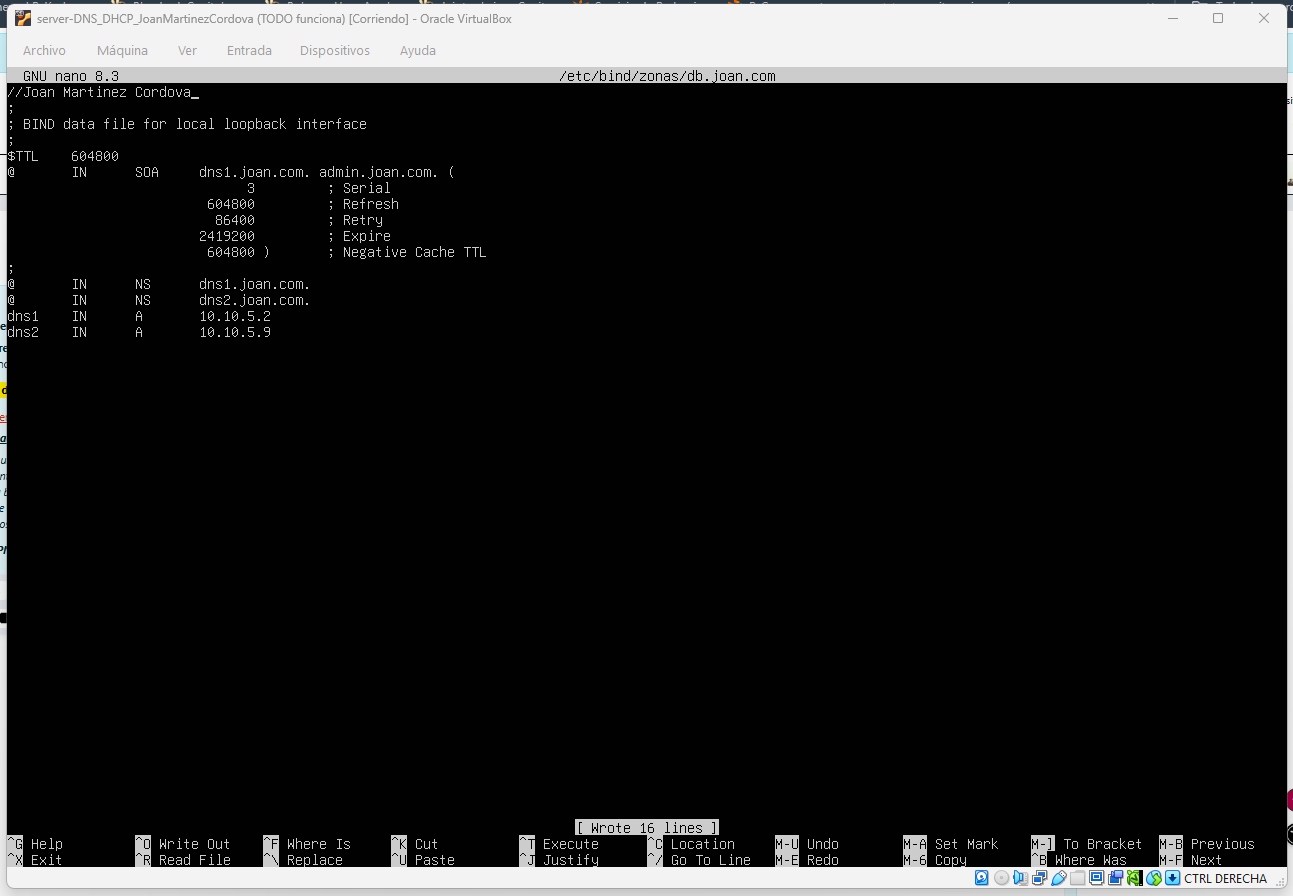 server-DNS_DHCP_JoanMartinezCordova (TODO funciona) [Corriendo] - Oracle VirtualBox
Archivo Máquina Ver Entrada Dispositivos Ayuda
GNU nano 8.3 /etc/bind/zonas/db.joan.com
//Joan Martinez Cordova_
;
; BIND data file for local loopback interface
;
$TTL 604800
@ IN SOA dns1.joan.com. admin.joan.com. (
3 ; Serial
604800 ; Refresh
86400 ; Retry
2419200 ; Expire
604800 ) ; Negative Cache TTL
;
@ IN NS dns1.joan.com.
@ IN NS dns2.joan.com.
dns1 IN A 10.10.5.2
dns2 IN A 10.10.5.9
[ Wrote 16 lines ]
^G Help ^O Write Out ^F Where Is ^K Cut ^T Execute ^C Location M-U Undo M-A Set Mark M-] To Bracket M-B Previous
^X Exit ^R Read File ^\ Replace ^U Paste ^J Justify ^/ Go To Line M-E Redo M-6 Copy ^B Where Was M-F Next
CTRL DERECHA